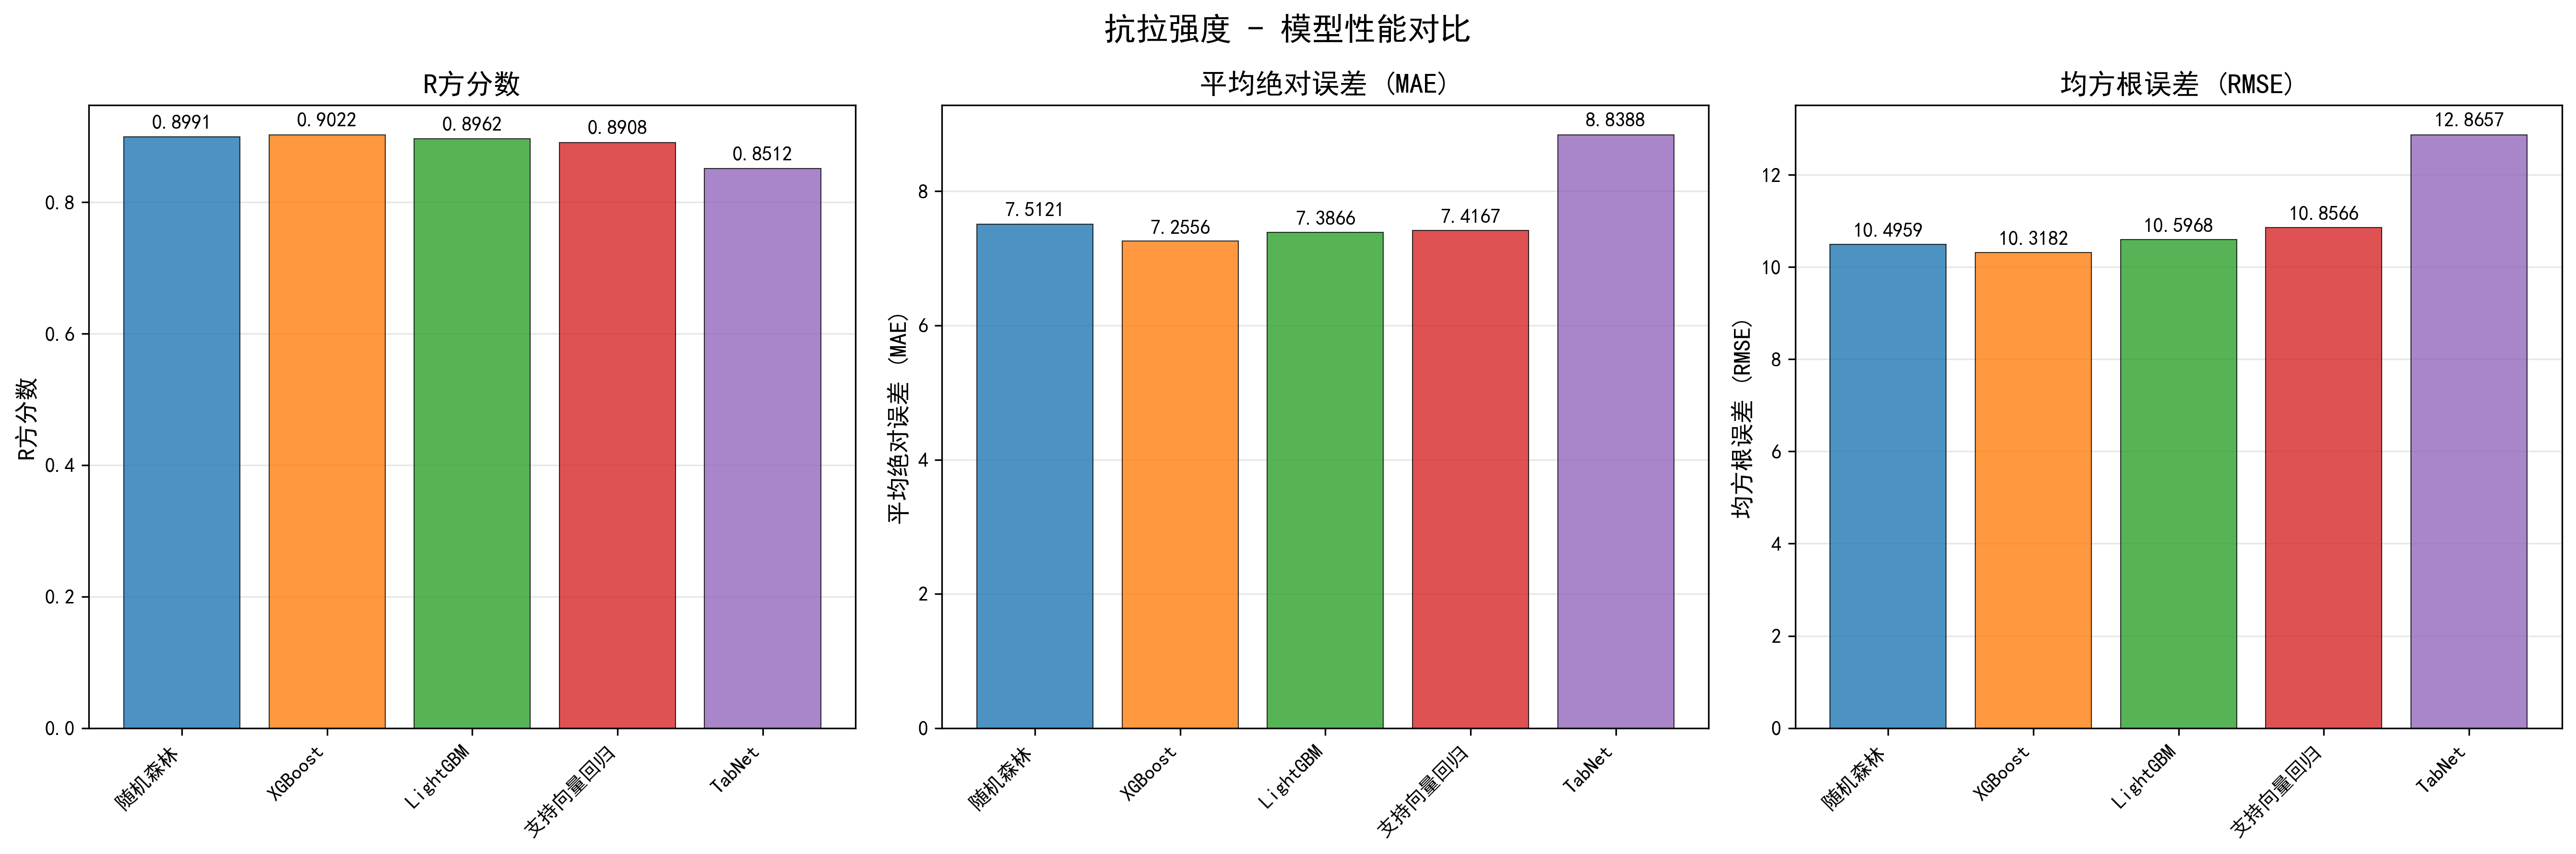 抗拉强度 - 模型性能对比
R方分数
R方分数
0.8
0.6
0.4
0.2
0.0
0.8991
0.9022
0.8962
0.8908
0.8512
随机森林
XGBoost
LightGBM
支持向量回归
TabNet
平均绝对误差 (MAE)
平均绝对误差 (MAE)
8
6
4
2
0
7.5121
7.2556
7.3866
7.4167
8.8388
随机森林
XGBoost
LightGBM
支持向量回归
TabNet
均方根误差 (RMSE)
均方根误差 (RMSE)
12
10
8
6
4
2
0
10.4959
10.3182
10.5968
10.8566
12.8657
随机森林
XGBoost
LightGBM
支持向量回归
TabNet